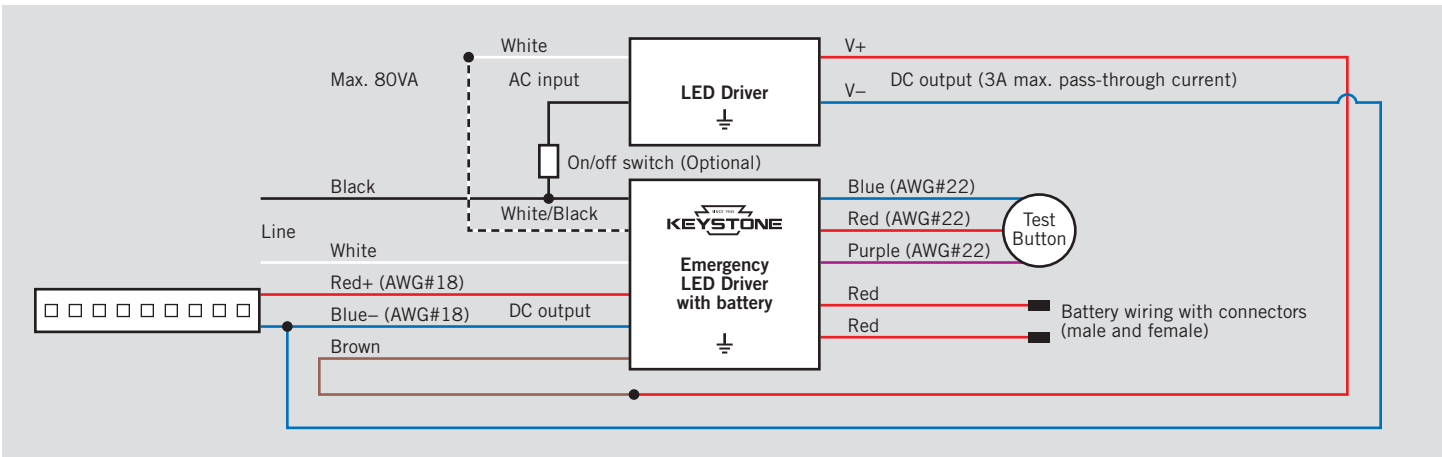 White
V+
Max. 80VA
AC input
LED Driver
DC output (3A max. pass-through current)
V–
On/off switch (Optional)
Black
White/Black
Line
White
Red+ (AWG#18)
Blue– (AWG#18)
DC output
Brown
SINCE 1945
KEYSTONE
Emergency
LED Driver
with battery
Blue (AWG#22)
Red (AWG#22)
Purple (AWG#22)
Test
Button
Red
Red
Battery wiring with connectors
(male and female)